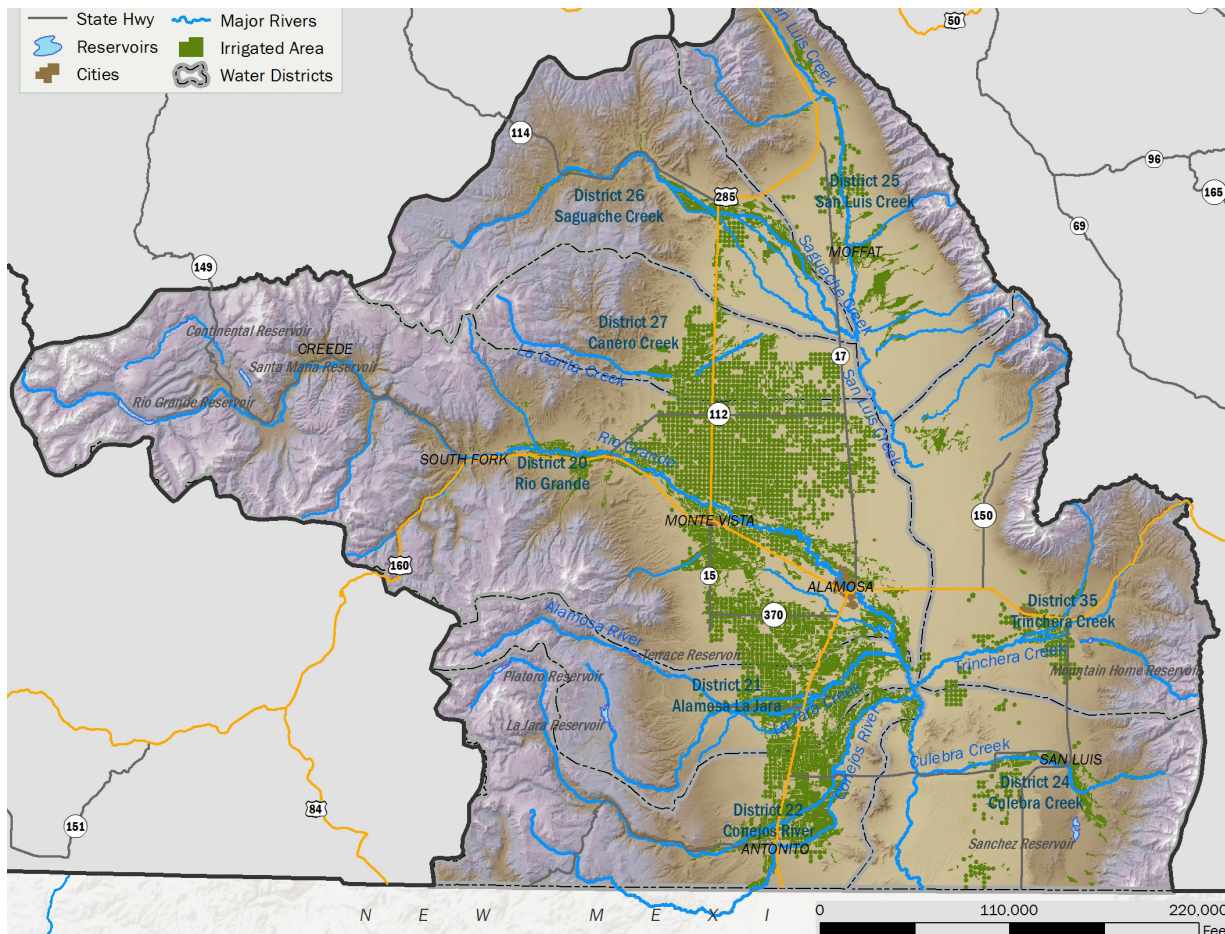 State Hwy
Major Rivers
Reservoirs
Irrigated Area
Cities
Water Districts
an Luis Creek
50
114
96
165
District 25
San Luis Creek
District 26
Saguache Creek
285
69
149
MOFFAT
Saguache Creek
Continental Reservoir
District 27
Canero Creek
CREEDE
Santa Maria Reservoir
La Garita Creek
17
Rio Grande Reservoir
San Luis Creek
112
Rio Grande
SOUTH FORK
District 20
Rio Grande
150
MONTE VISTA
160
15
ALAMOSA
District 35
Trinchera Creek
370
Alamosa River
Terrace Reservoir
Trinchera Creek
Mountain Home Reservoir
Platoro Reservoir
District 21
Alamosa La Jara
La Jara Creek
La Jara Reservoir
Conejos River
Culebra Creek
SAN LUIS
District 24
Culebra Creek
84
151
District 22
Conejos River
ANTONITO
Sanchez Reservoir
N E W M E X I
0 110,000 220,000
Fee